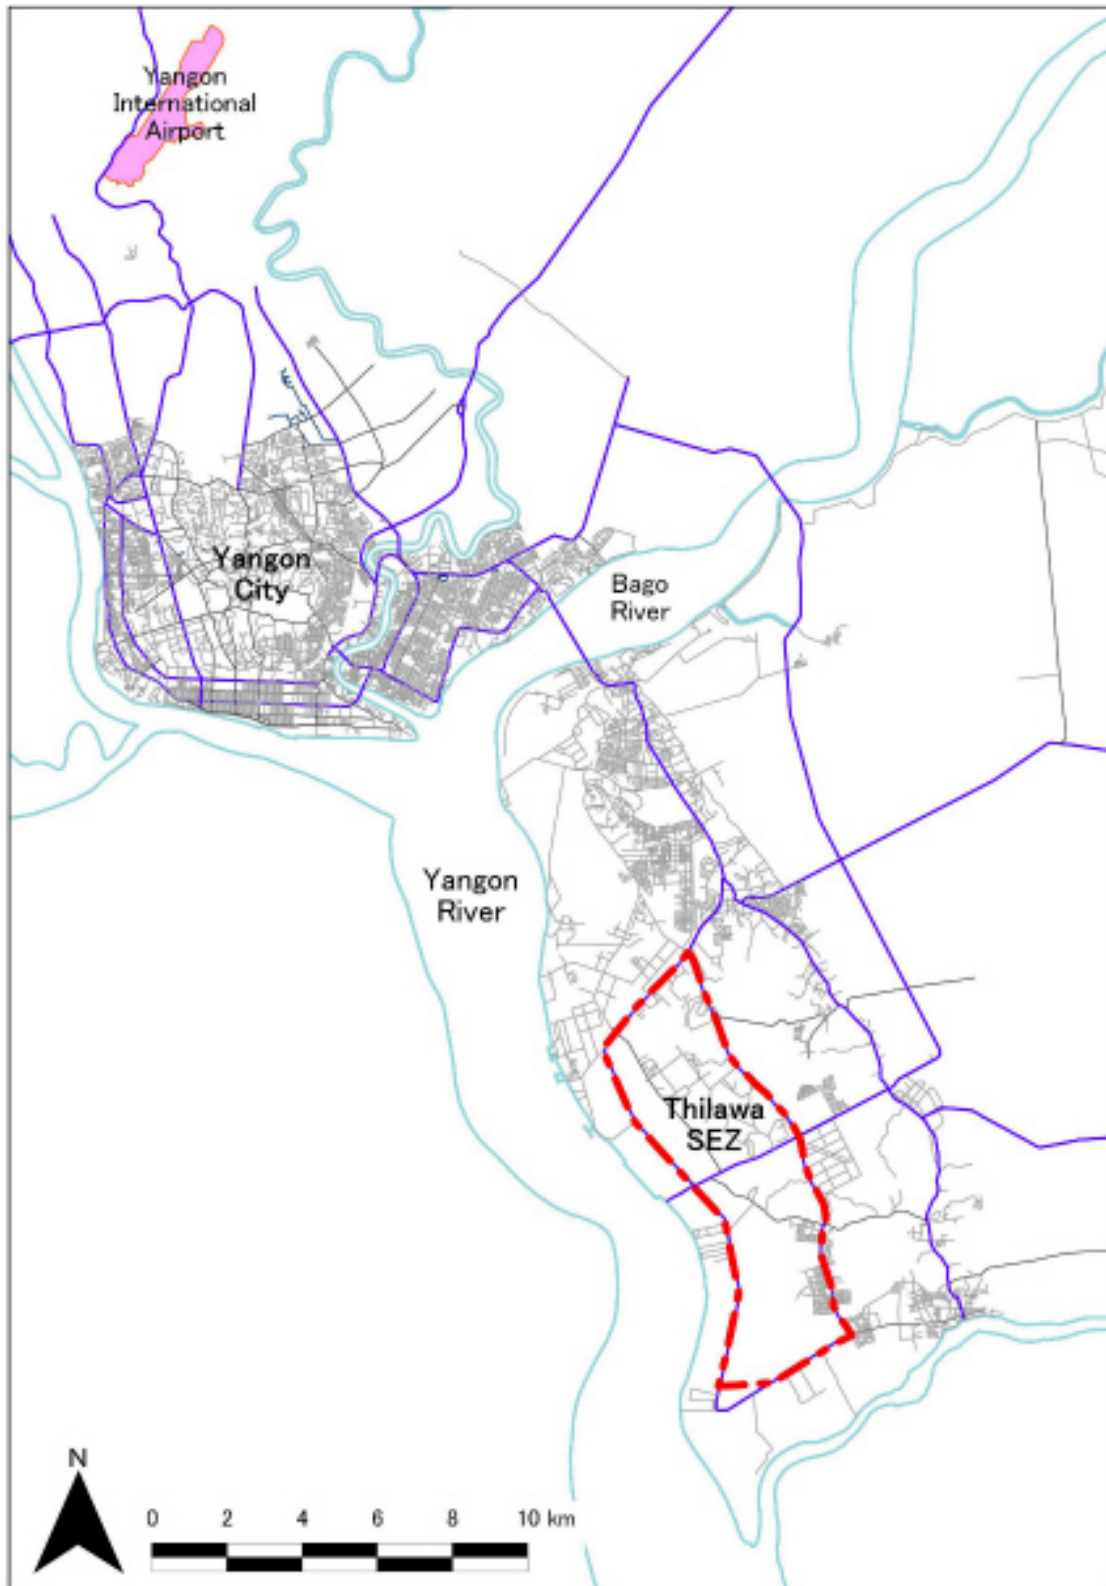 Yangon
International
Airport
Yangon
City
Bago
River
Yangon
River
Thilawa
SEZ
N
0 2 4 6 8 10 km